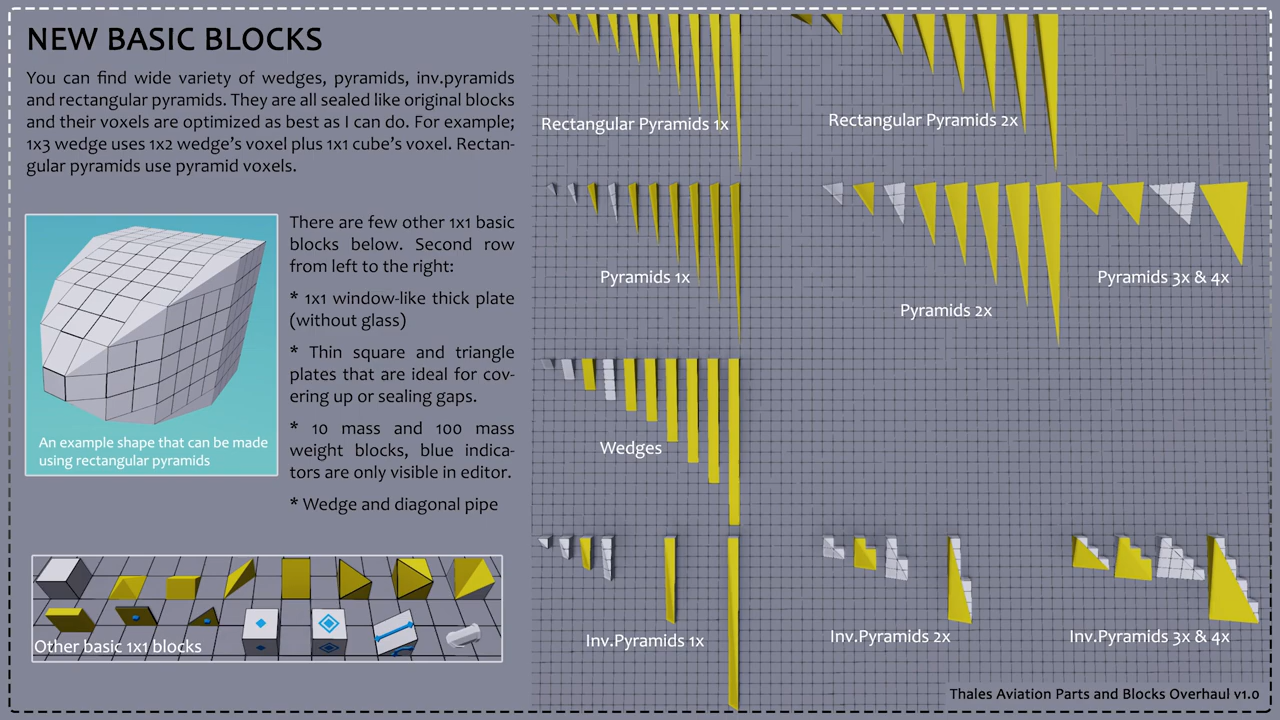 NEW BASIC BLOCKS
You can find wide variety of wedges, pyramids, inv.pyramids
and rectangular pyramids. They are all sealed like original blocks
and their voxels are optimized as best as I can do. For example;
1x3 wedge uses 1x2 wedge's voxel plus 1x1 cube's voxel. Rectan-
gular pyramids use pyramid voxels.
An example shape that can be made
using rectangular pyramids
There are few other 1x1 basic
blocks below. Second row
from left to the right:
* 1x1 window-like thick plate
(without glass)
* Thin square and triangle
plates that are ideal for cov-
ering up or sealing gaps.
* 10 mass and 100 mass
weight blocks, blue indica-
tors are only visible in editor.
* Wedge and diagonal pipe
Other basic 1x1 blocks
Rectangular Pyramids 1x
Rectangular Pyramids 2x
Pyramids 1x
Pyramids 2x
Pyramids 3x & 4x
Wedges
Inv.Pyramids 1x
Inv.Pyramids 2x
Inv.Pyramids 3x & 4x
Thales Aviation Parts and Blocks Overhaul v1.0